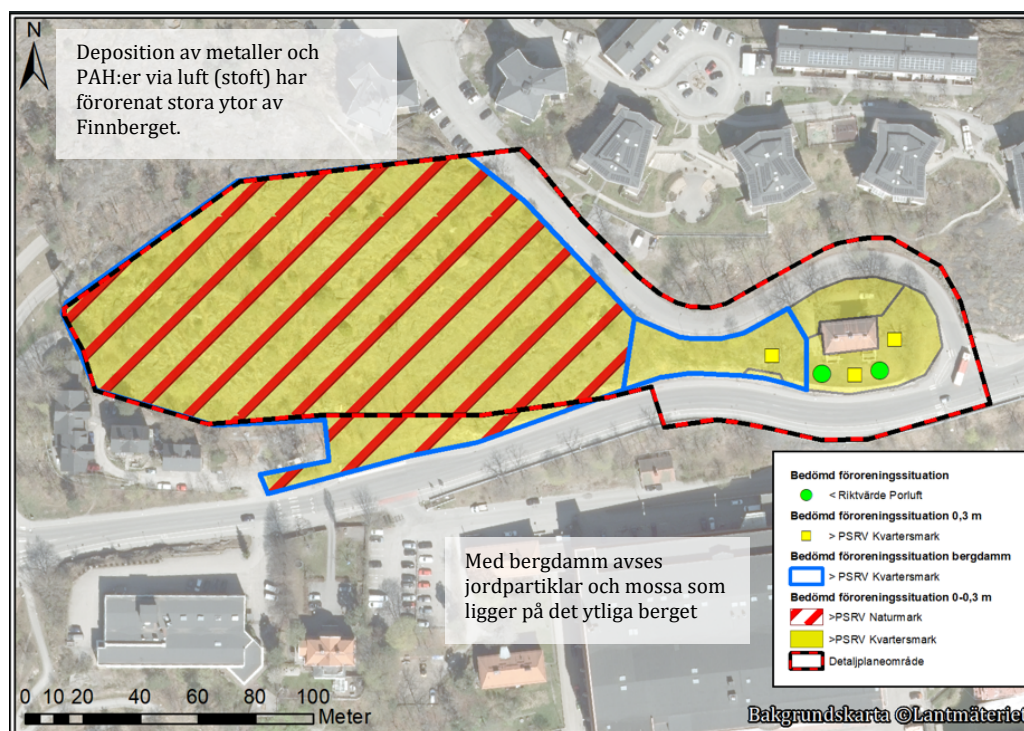 N
Deposition av metaller och
PAH:er via luft (stoft) har
förorenat stora ytor av
Finnberget.
Med bergdamm avses
jordpartiklar och mossa som
ligger på det ytliga berget
Bedömd föroreningssituation
< Riktvärde Porluft
Bedömd föroreningssituation 0,3 m
> PSRV Kvartersmark
Bedömd föroreningssituation bergdamm
> PSRV Kvartersmark
Bedömd föroreningssituation 0-0,3 m
>PSRV Naturmark
>PSRV Kvartersmark
Detaljplaneområde
0 10 20 40 60 80 100
Meter
Bakgrundskarta ©Lantmäteriet